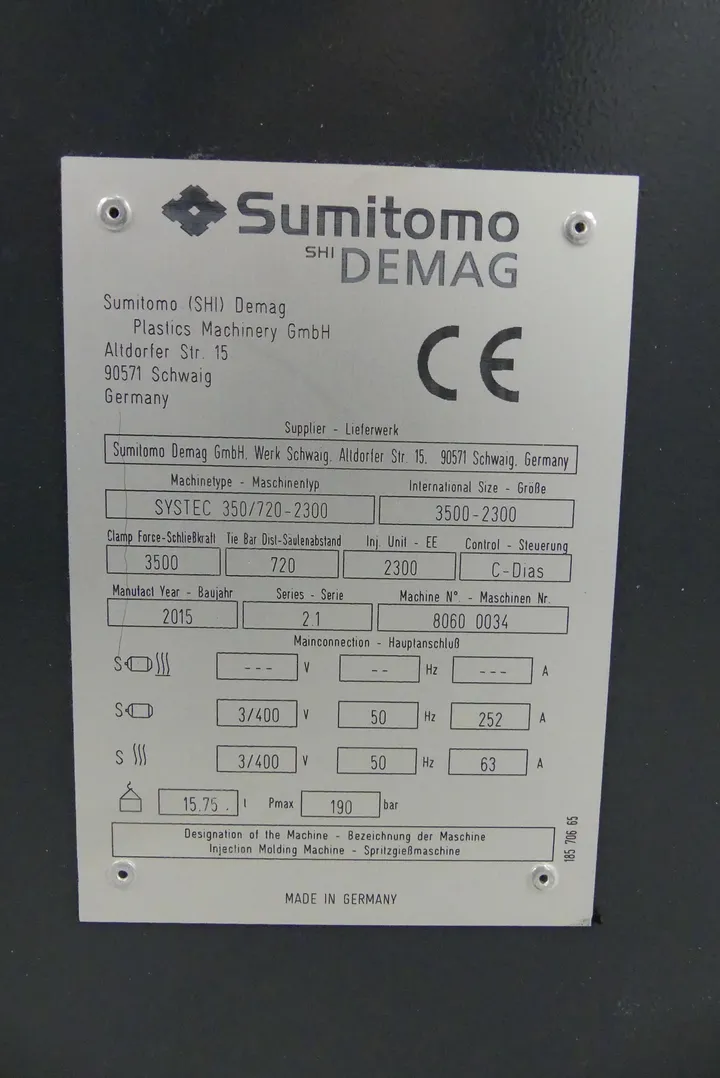 Sumitomo
SHI DEMAG
Sumitomo (SHI) Demag
Plastics Machinery GmbH
Altdorfer Str. 15
90571 Schwaig
Germany
CE
Supplier - Lieferwerk
Sumitomo Demag GmbH, Werk Schwaig, Altdorfer Str. 15, 90571 Schwaig, Germany
Machinetype - Maschinentyp International Size - Größe
SYSTEC 350/720-2300 3500-2300
Clamp Force-Schließkraft Tie Bar Dist-Säulenabstand Inj. Unit - EE Control - Steuerung
3500 720 2300 C-Dias
Manufact Year - Baujahr Series - Serie Machine N°. - Maschinen Nr.
2015 2.1 8060 0034
Mainconnection - Hauptanschluß
S --- V -- Hz --- A
S 3/400 V 50 Hz 252 A
S 3/400 V 50 Hz 63 A
15.75 . t Pmax 190 bar
Designation of the Machine - Bezeichnung der Maschine
Injection Molding Machine - Spritzgießmaschine
185 706 65
MADE IN GERMANY